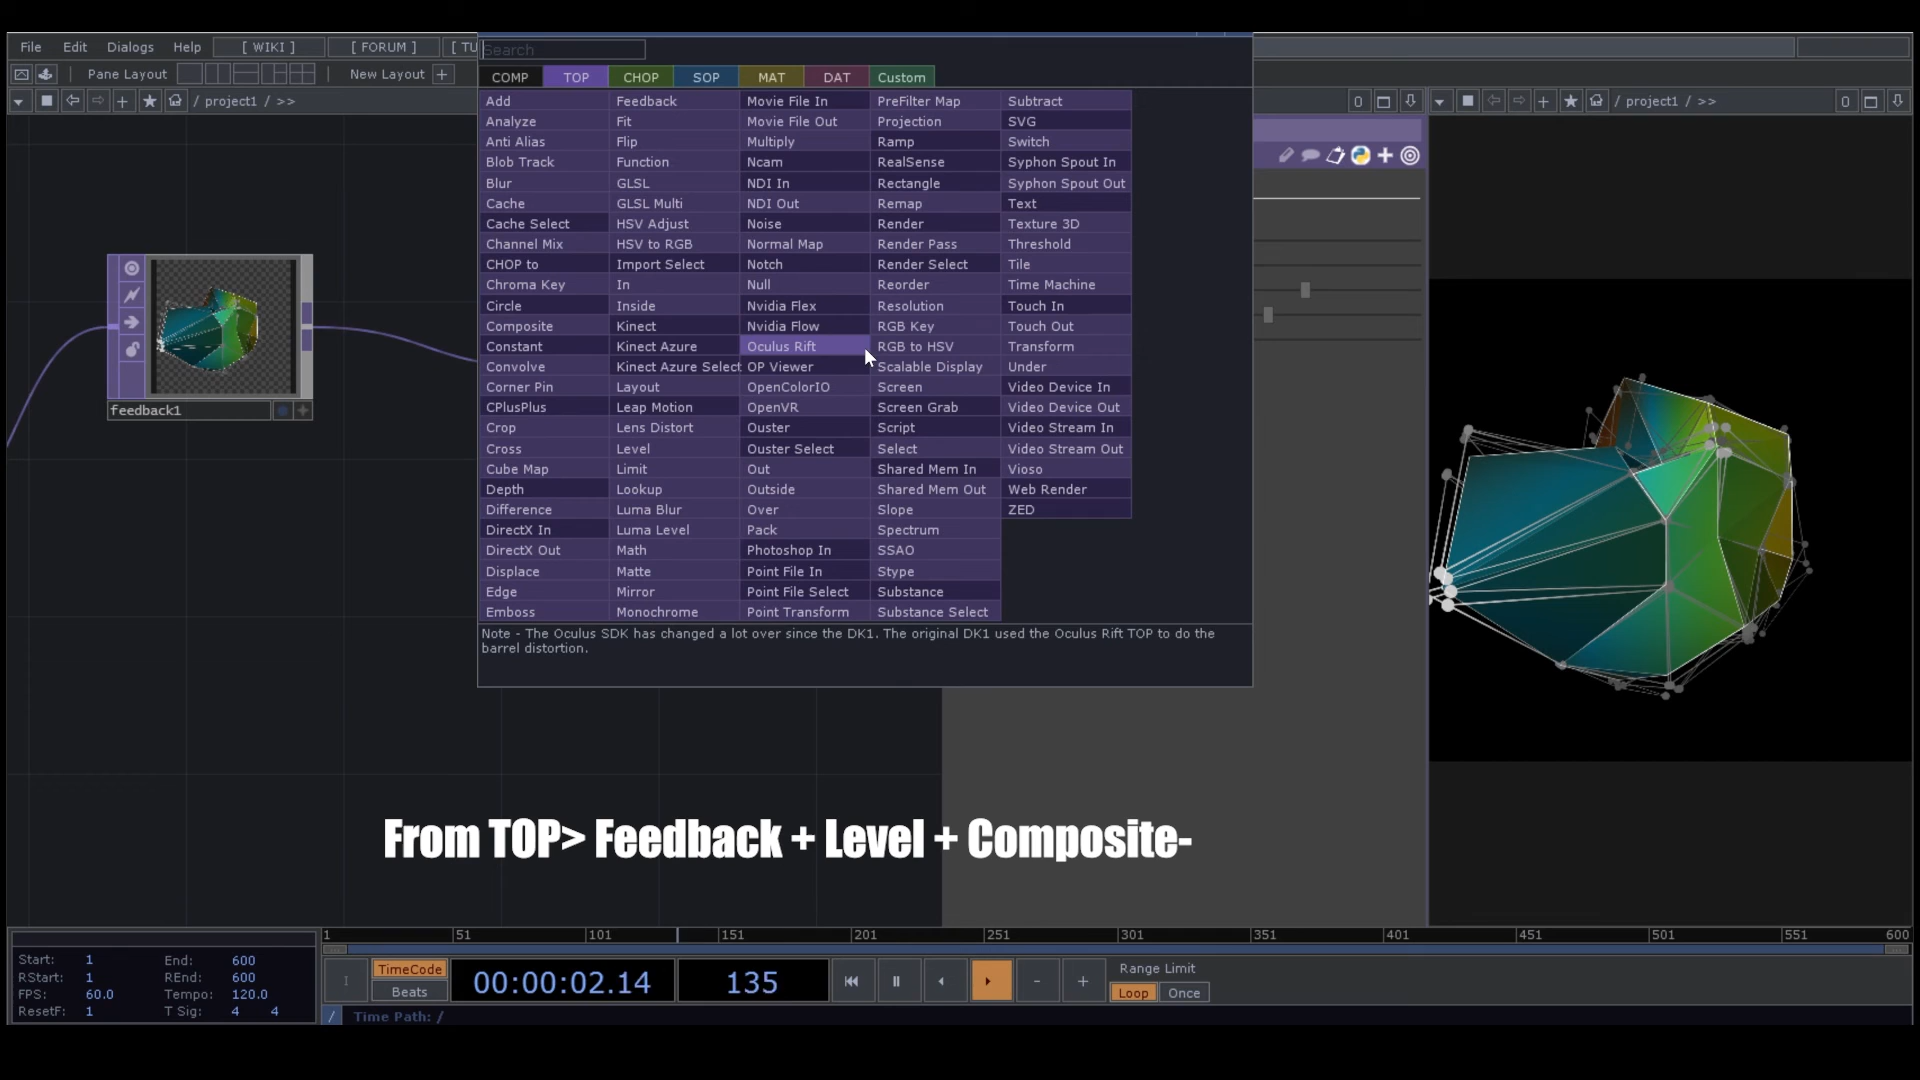 File Edit Dialogs Help [ WIKI ] [ FORUM ] [ TU
Search
Pane Layout New Layout +
COMP TOP CHOP SOP MAT DAT Custom
/ project1 / >>
0
/ project1 / >>
0
Add Feedback Movie File In PreFilter Map Subtract
Analyze Fit Movie File Out Projection SVG
Anti Alias Flip Multiply Ramp Switch
Blob Track Function Ncam RealSense Syphon Spout In
Blur GLSL NDI In Rectangle Syphon Spout Out
Cache GLSL Multi NDI Out Remap Text
Cache Select HSV Adjust Noise Render Texture 3D
Channel Mix HSV to RGB Normal Map Render Pass Threshold
CHOP to Import Select Notch Render Select Tile
Chroma Key In Null Reorder Time Machine
Circle Inside Nvidia Flex Resolution Touch In
Composite Kinect Nvidia Flow RGB Key Touch Out
Constant Kinect Azure Oculus Rift RGB to HSV Transform
Convolve Kinect Azure Select OP Viewer Scalable Display Under
Corner Pin Layout OpenColorIO Screen Video Device In
CPlusPlus Leap Motion OpenVR Screen Grab Video Device Out
Crop Lens Distort Ouster Script Video Stream In
Cross Level Ouster Select Select Video Stream Out
Cube Map Limit Out Shared Mem In Vioso
Depth Lookup Outside Shared Mem Out Web Render
Difference Luma Blur Over Slope ZED
DirectX In Luma Level Pack Spectrum
DirectX Out Math Photoshop In SSAO
Displace Matte Point File In Stype
Edge Mirror Point File Select Substance
Emboss Monochrome Point Transform Substance Select
Note - The Oculus SDK has changed a lot over since the DK1. The original DK1 used the Oculus Rift TOP to do the
barrel distortion.
feedback1
From TOP> Feedback + Level + Composite-
1 51 101 151 201 251 301 351 401 451 501 551 600
Start: 1 End: 600
RStart: 1 REnd: 600
FPS: 60.0 Tempo: 120.0
ResetF: 1 T Sig: 4 4
TimeCode
Beats
00:00:02.14 135
- +
Range Limit
Loop Once
/ Time Path: /